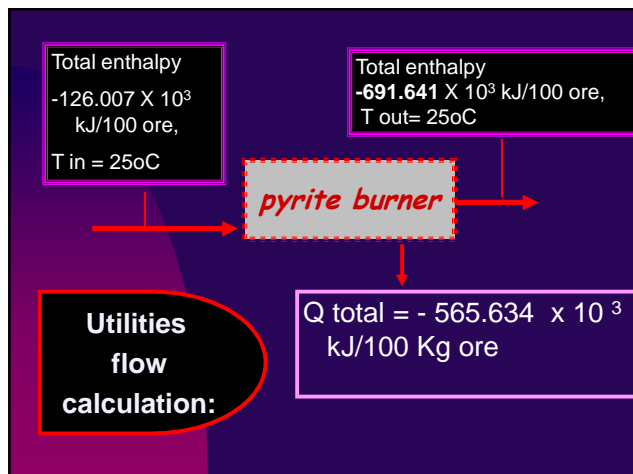 Total enthalpy
-126.007 X 10³
kJ/100 ore,
T in = 25oC
Total enthalpy
-691.641 X 10³ kJ/100 ore,
T out= 25oC
pyrite burner
Utilities
flow
calculation:
Q total = - 565.634 x 10 ³
kJ/100 Kg ore